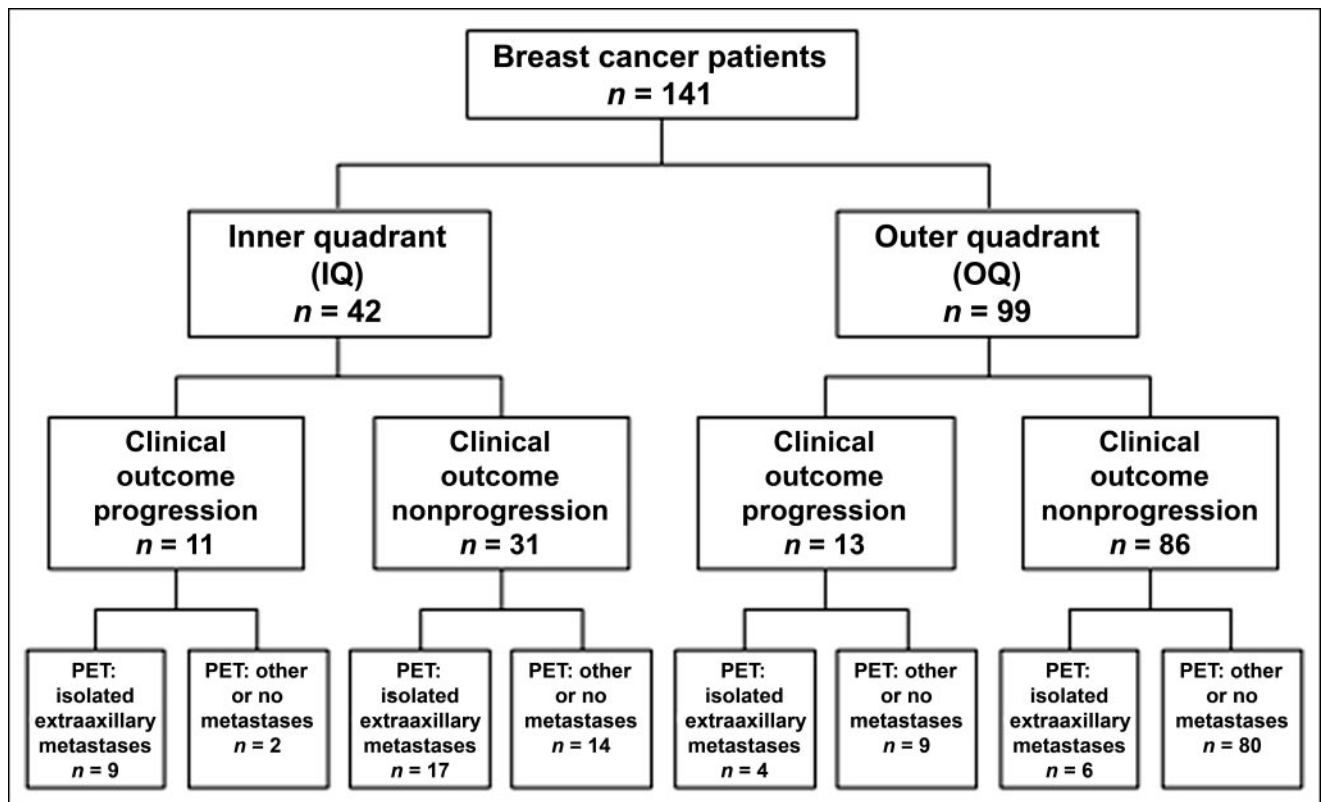 Breast cancer patients
n = 141
Inner quadrant
(IQ)
n = 42
Outer quadrant
(OQ)
n = 99
Clinical
outcome
progression
n = 11
Clinical
outcome
nonprogression
n = 31
Clinical
outcome
progression
n = 13
Clinical
outcome
nonprogression
n = 86
PET:
isolated
extraaxillary
metastases
n = 9
PET: other
or no
metastases
n = 2
PET:
isolated
extraaxillary
metastases
n = 17
PET: other
or no
metastases
n = 14
PET:
isolated
extraaxillary
metastases
n = 4
PET: other
or no
metastases
n = 9
PET:
isolated
extraaxillary
metastases
n = 6
PET: other
or no
metastases
n = 80